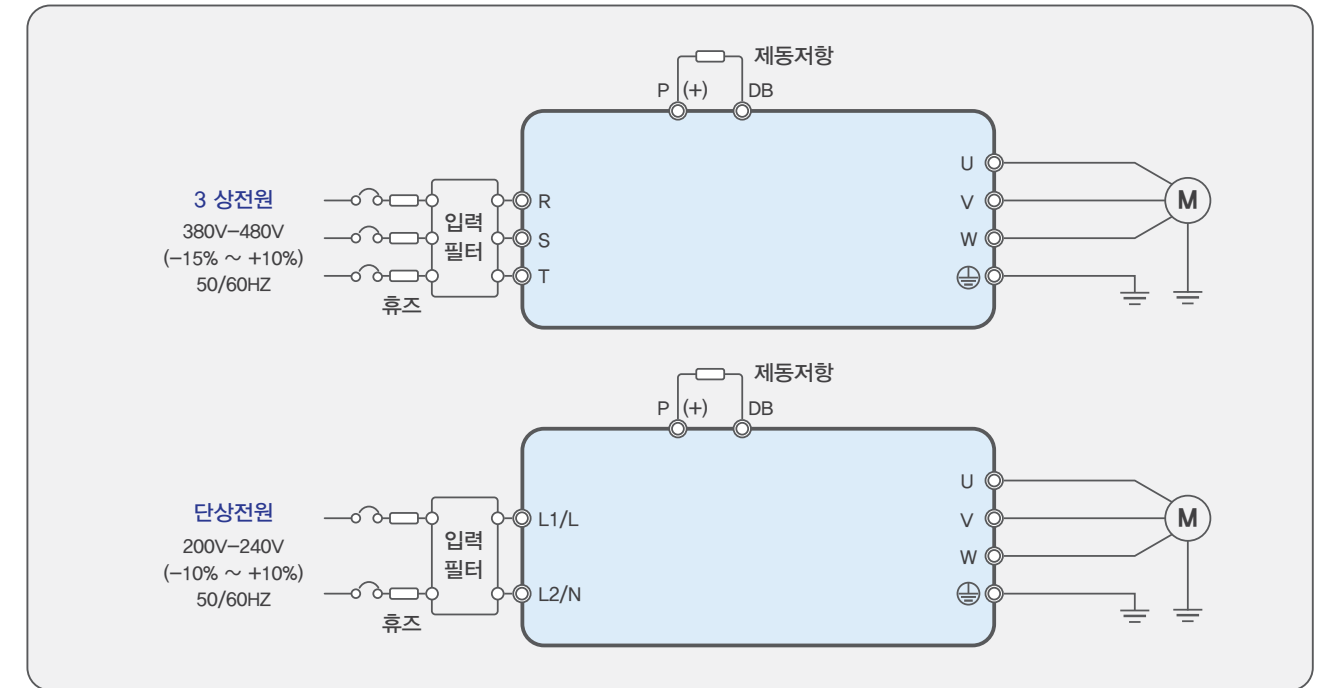 제동저항
P (+) DB
3 상전원
380V–480V
(–15% ~ +10%)
50/60HZ
휴즈
입력
필터
R
S
T
U
V
W
M
제동저항
P (+) DB
단상전원
200V–240V
(–10% ~ +10%)
50/60HZ
휴즈
입력
필터
L1/L
L2/N
U
V
W
M